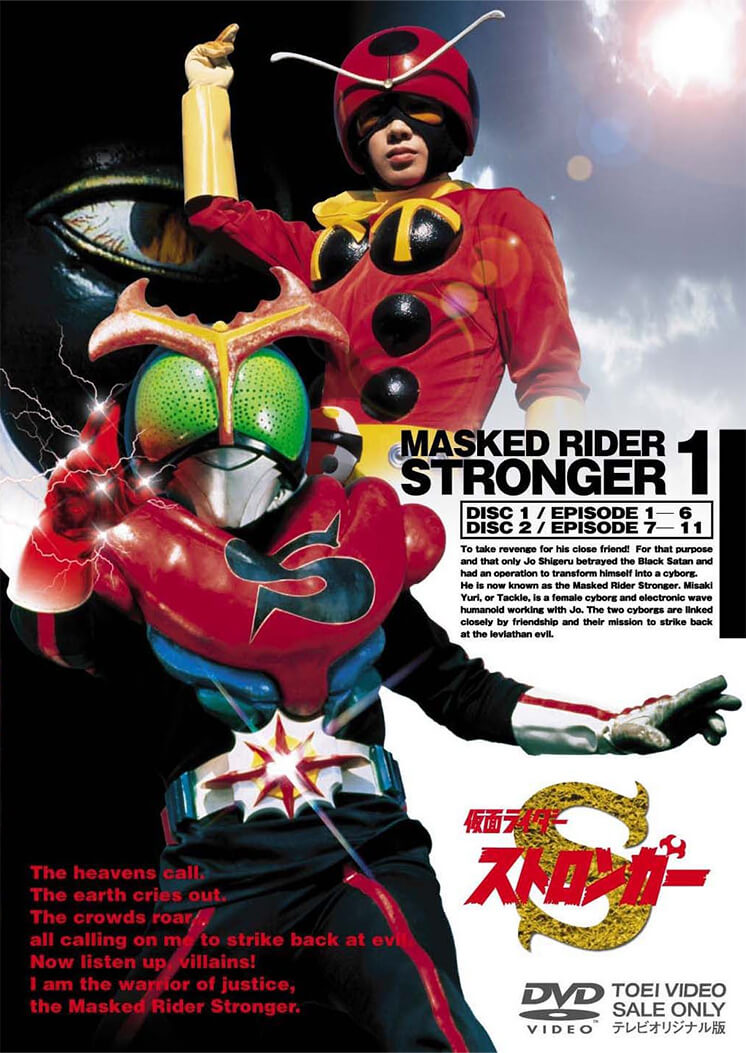 MASKED RIDER
STRONGER 1
DISC 1 / EPISODE 1—6
DISC 2 / EPISODE 7—11
To take revenge for his close friend! For that purpose
and that only Jo Shigeru betrayed the Black Satan and
had an operation to transform himself into a cyborg.
He is now known as the Masked Rider Stronger. Misaki
Yuri, or Tackle, is a female cyborg and electronic wave
humanoid working with Jo. The two cyborgs are linked
closely by friendship and their mission to strike back
at the leviathan evil.
S
仮面ライダー
ストロンガー
S
The heavens call.
The earth cries out.
The crowds roar,
all calling on me to strike back at evil.
Now listen up, villains!
I am the warrior of justice,
the Masked Rider Stronger.
DVD
VIDEO™
TOEI VIDEO
SALE ONLY
テレビオリジナル版